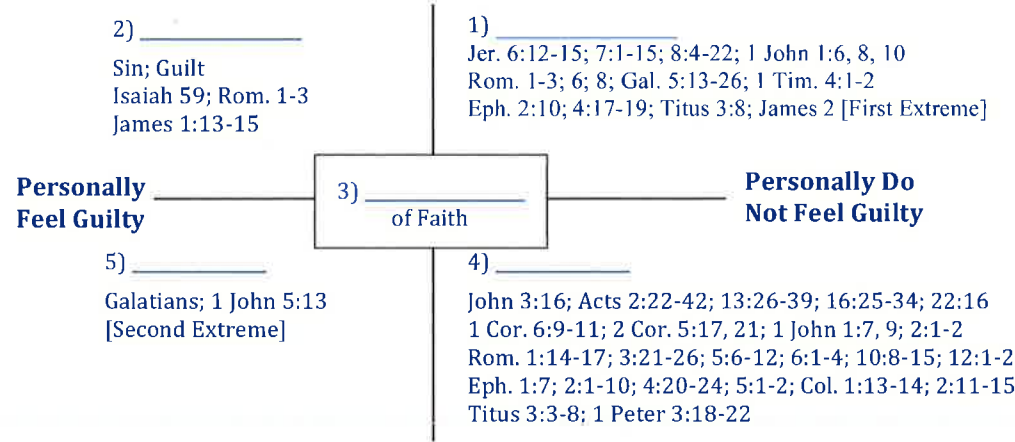 2) ____________
Sin; Guilt
Isaiah 59; Rom. 1-3
James 1:13-15
1) ____________
Jer. 6:12-15; 7:1-15; 8:4-22; 1 John 1:6, 8, 10
Rom. 1-3; 6; 8; Gal. 5:13-26; 1 Tim. 4:1-2
Eph. 2:10; 4:17-19; Titus 3:8; James 2 [First Extreme]
Personally
Feel Guilty
3) ____________
of Faith
Personally Do
Not Feel Guilty
5) ____________
Galatians; 1 John 5:13
[Second Extreme]
4) ____________
John 3:16; Acts 2:22-42; 13:26-39; 16:25-34; 22:16
1 Cor. 6:9-11; 2 Cor. 5:17, 21; 1 John 1:7, 9; 2:1-2
Rom. 1:14-17; 3:21-26; 5:6-12; 6:1-4; 10:8-15; 12:1-2
Eph. 1:7; 2:1-10; 4:20-24; 5:1-2; Col. 1:13-14; 2:11-15
Titus 3:3-8; 1 Peter 3:18-22